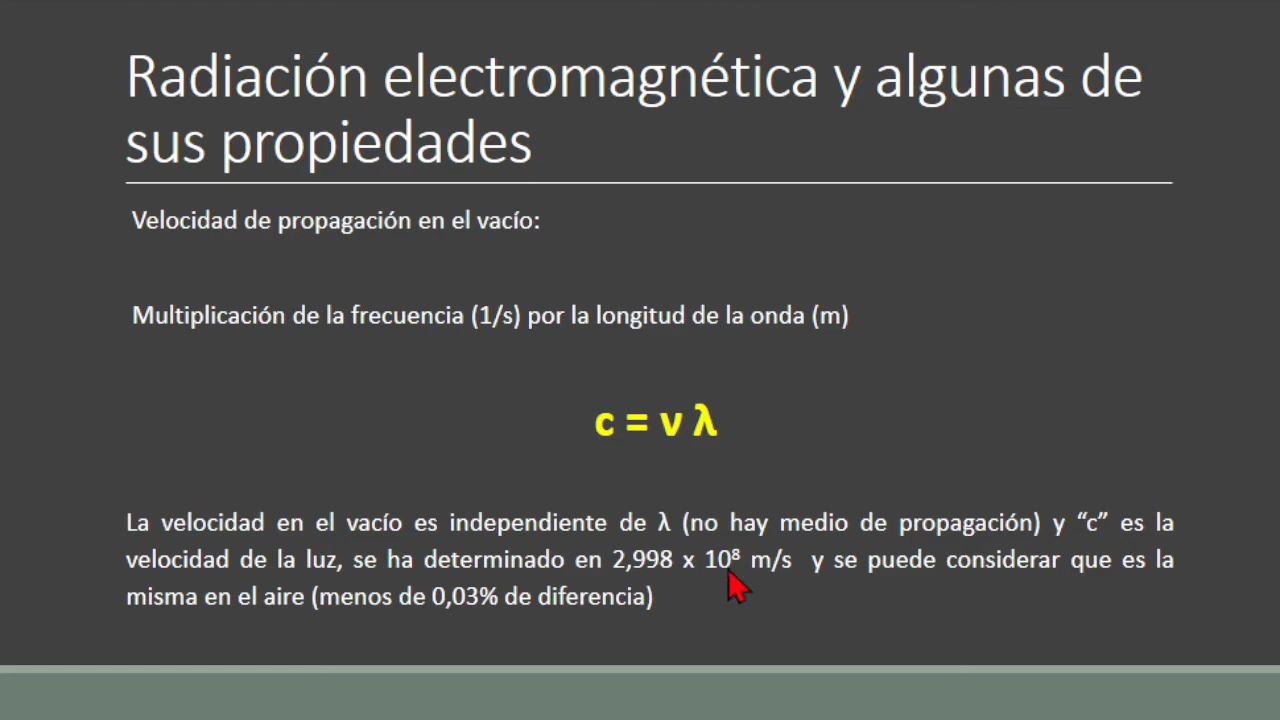 Radiación electromagnética y algunas de
sus propiedades
Velocidad de propagación en el vacío:
Multiplicación de la frecuencia (1/s) por la longitud de la onda (m)
c = ν λ
La velocidad en el vacío es independiente de λ (no hay medio de propagación) y “c” es la
velocidad de la luz, se ha determinado en 2,998 x 10⁸ m/s y se puede considerar que es la
misma en el aire (menos de 0,03% de diferencia)